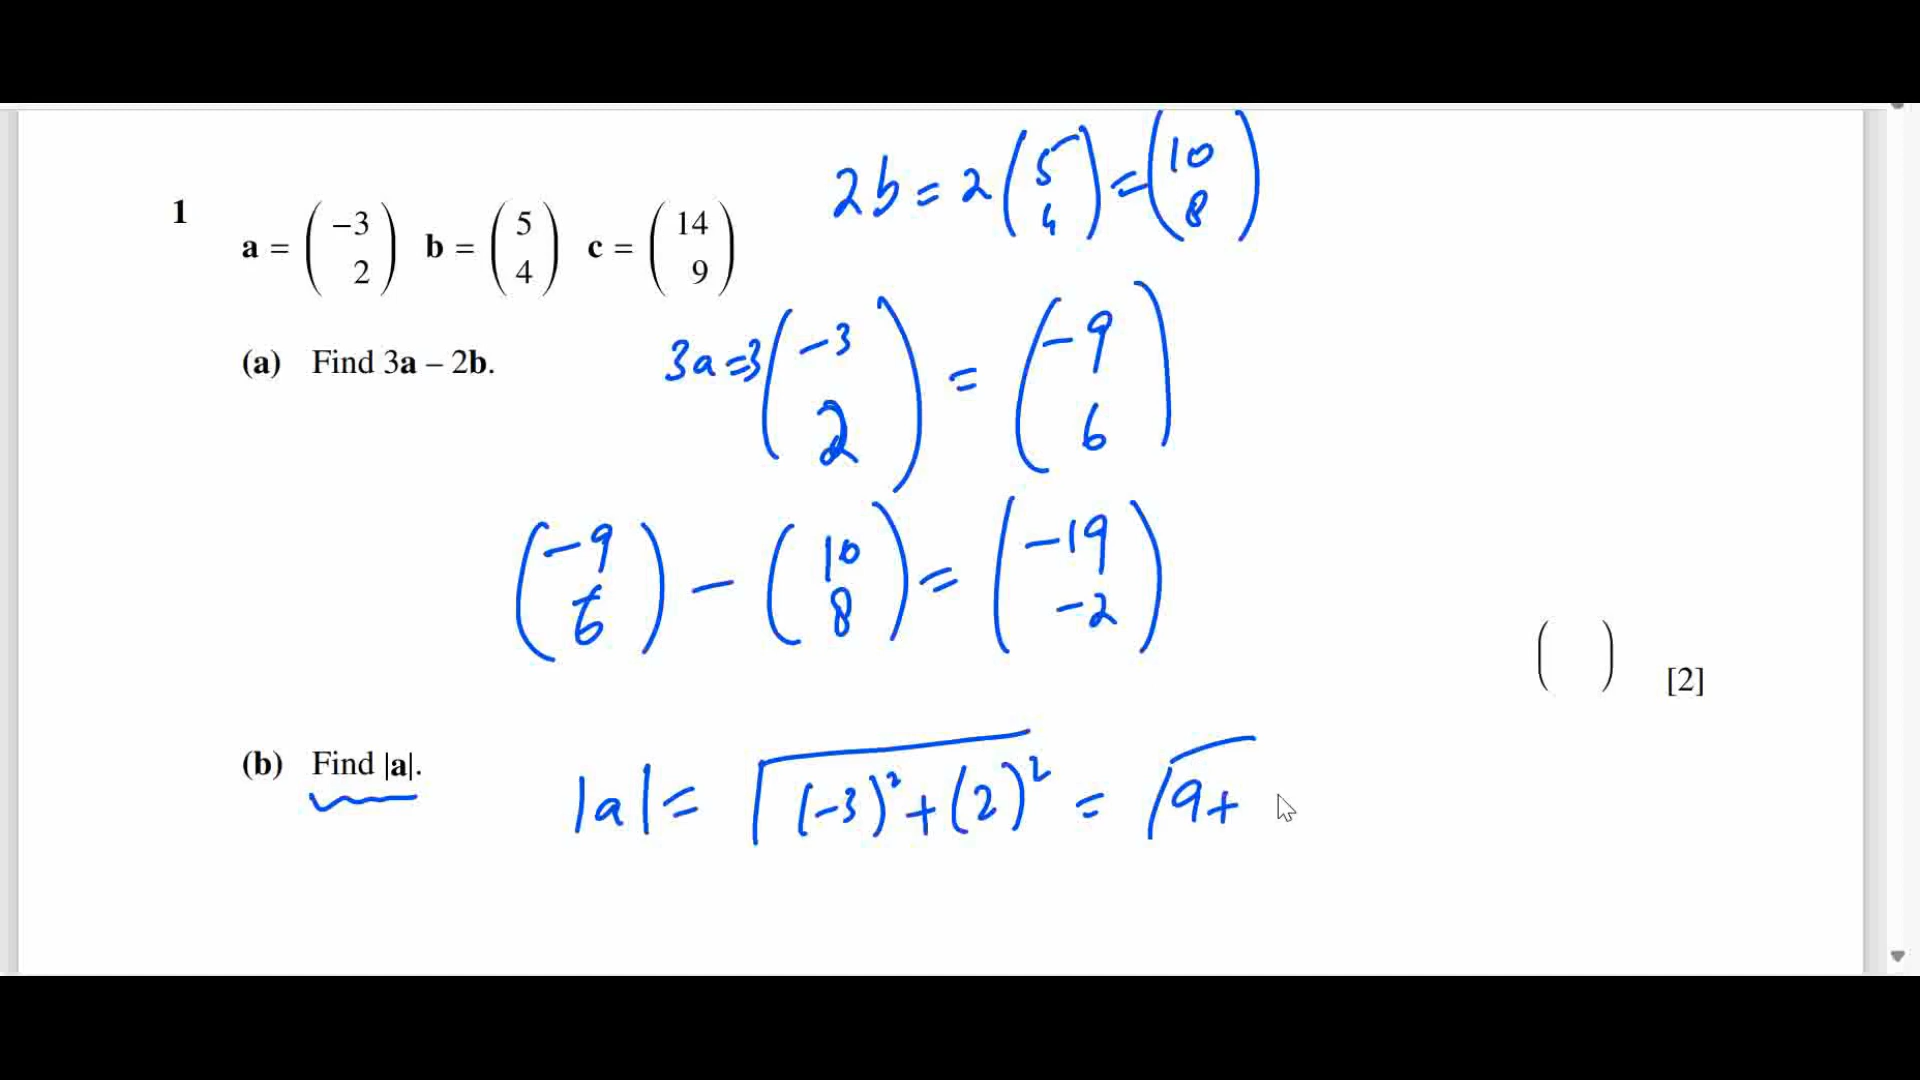 2b = 2 (5 4) = (10 8)
1
a = (−3 2) b = (5 4) c = (14 9)
(a) Find 3a – 2b.
3a = 3 (−3 2) = (−9 6)
(−9 6) − (10 8) = (−19 −2)
( ) [2]
(b) Find |a|.
|a| = √(-3)² + (2)² = √9+